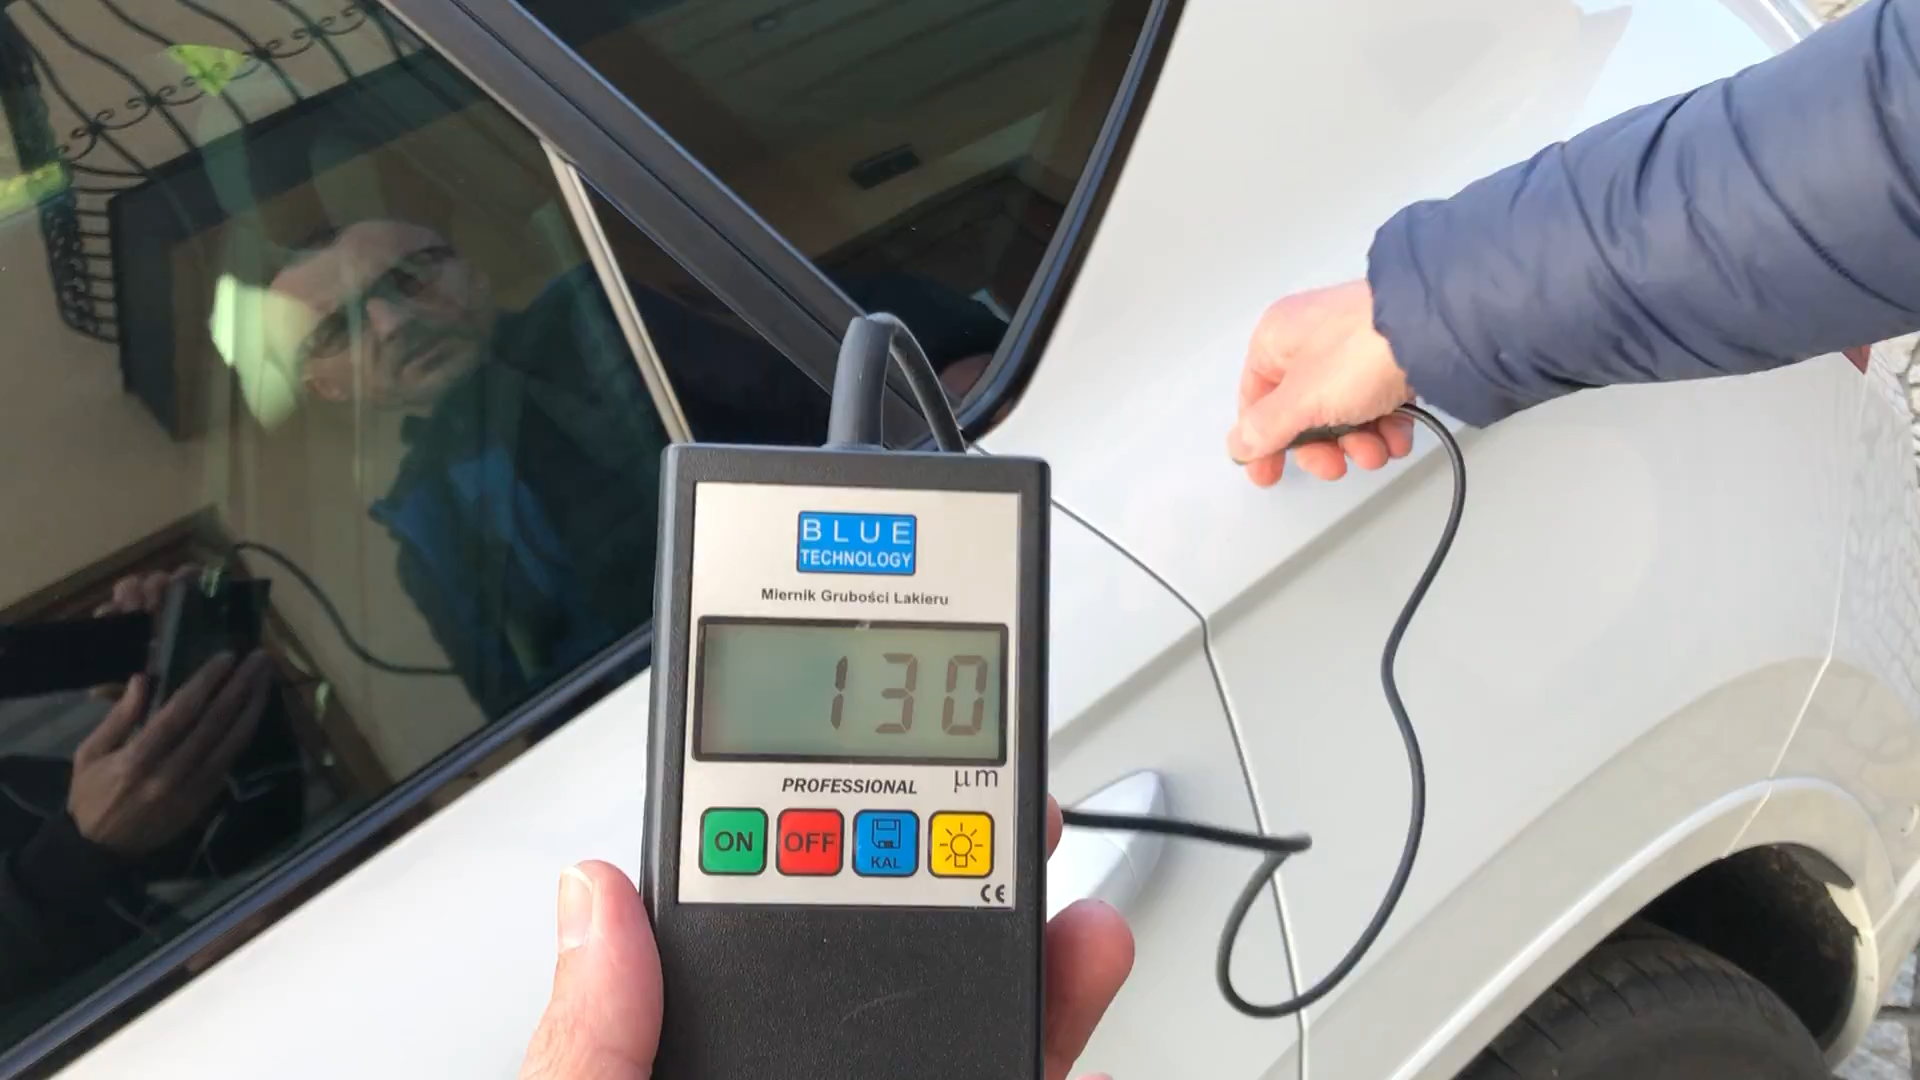 BLUE
TECHNOLOGY
Miernik Grubości Lakieru
130
µm
PROFESSIONAL
ON OFF KAL
CE